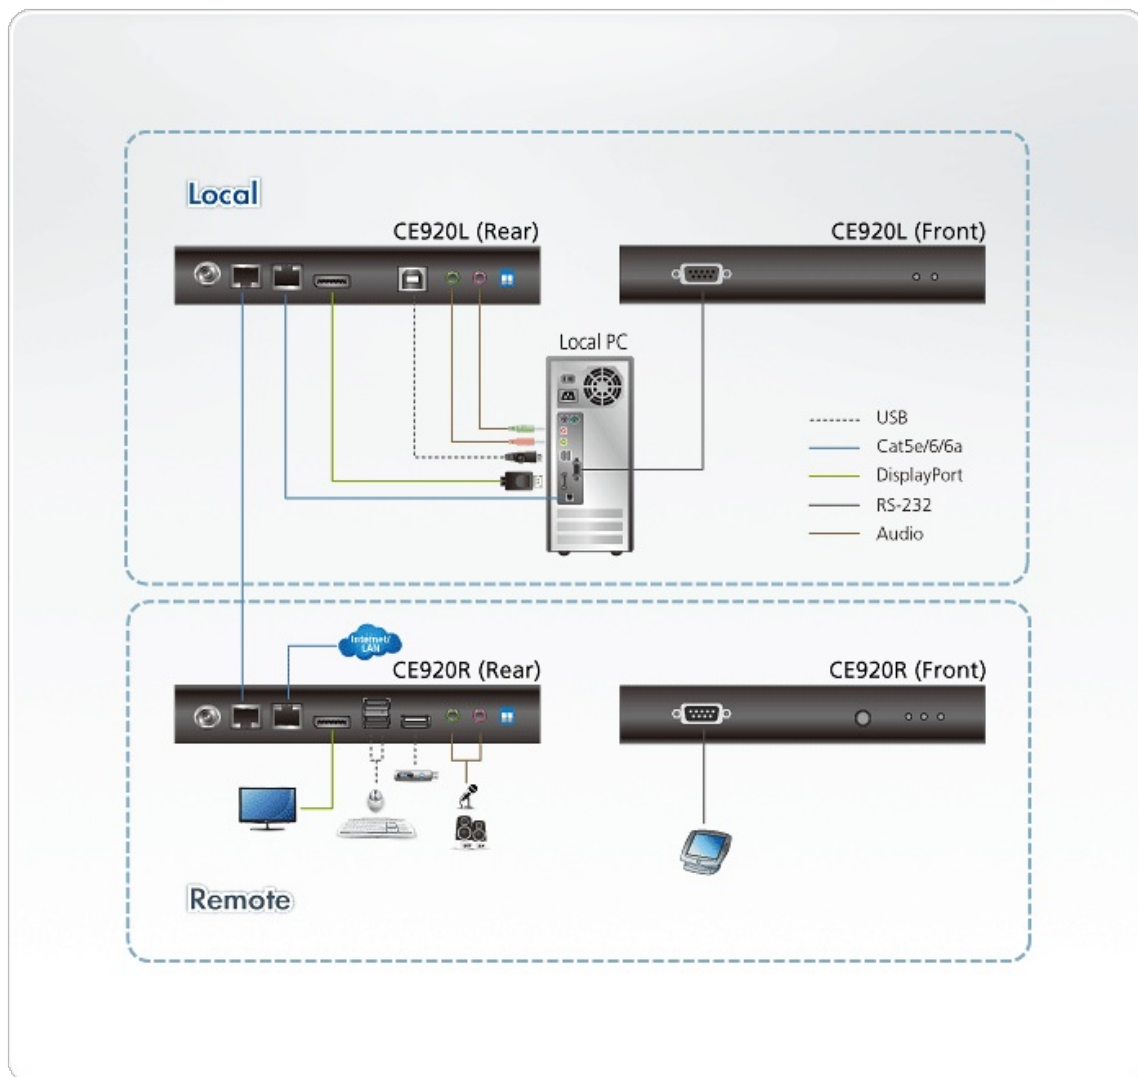 Local
CE920L (Rear)
CE920L (Front)
Local PC
USB
Cat5e/6/6a
DisplayPort
RS-232
Audio
Internet/
LAN
CE920R (Rear)
CE920R (Front)
Remote